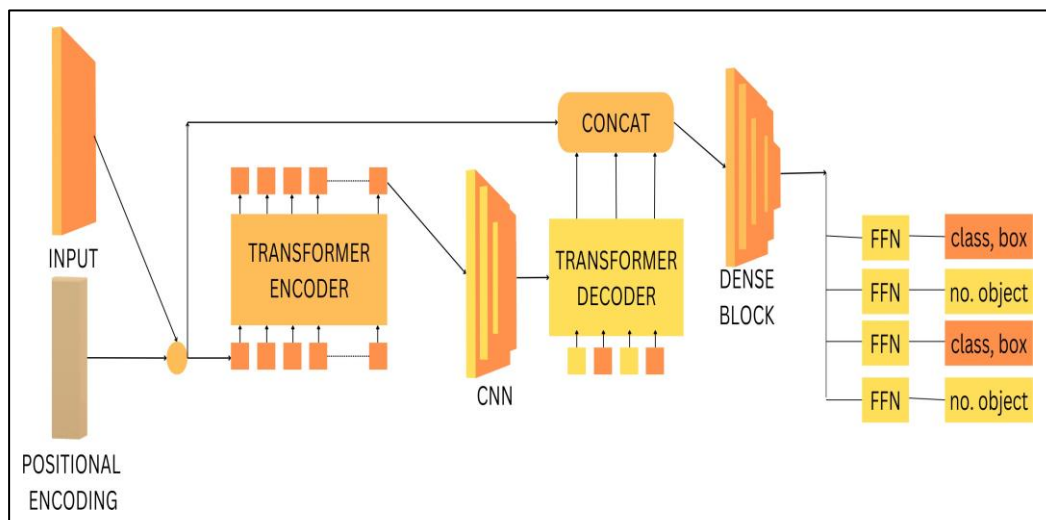 INPUT
POSITIONAL
ENCODING
TRANSFORMER
ENCODER
CNN
CONCAT
TRANSFORMER
DECODER
DENSE
BLOCK
FFN
class, box
FFN
no. object
FFN
class, box
FFN
no. object